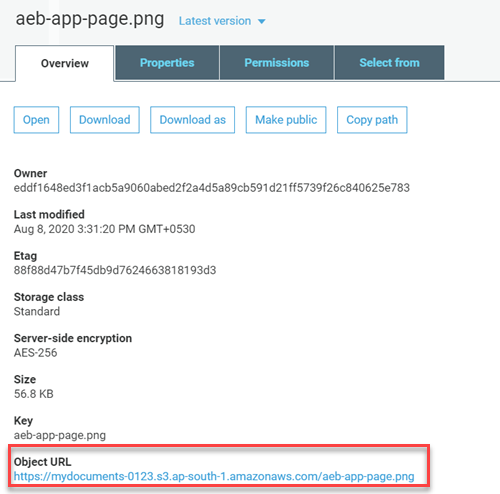 aeb-app-page.png Latest version
Overview Properties Permissions Select from
Open Download Download as Make public Copy path
Owner
eddf1648ed3f1acb5a9060abed2f2a4d5a89cb591d21ff5739f26c840625e783
Last modified
Aug 8, 2020 3:31:20 PM GMT+0530
Etag
88f88d47b7f45db9d7624663818193d3
Storage class
Standard
Server-side encryption
AES-256
Size
56.8 KB
Key
aeb-app-page.png
Object URL
https://mydocuments-0123.s3.ap-south-1.amazonaws.com/aeb-app-page.png